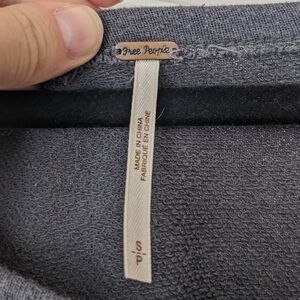 Free People
MADE IN CHINA
FABRIQUÉ EN CHINE
S/P.